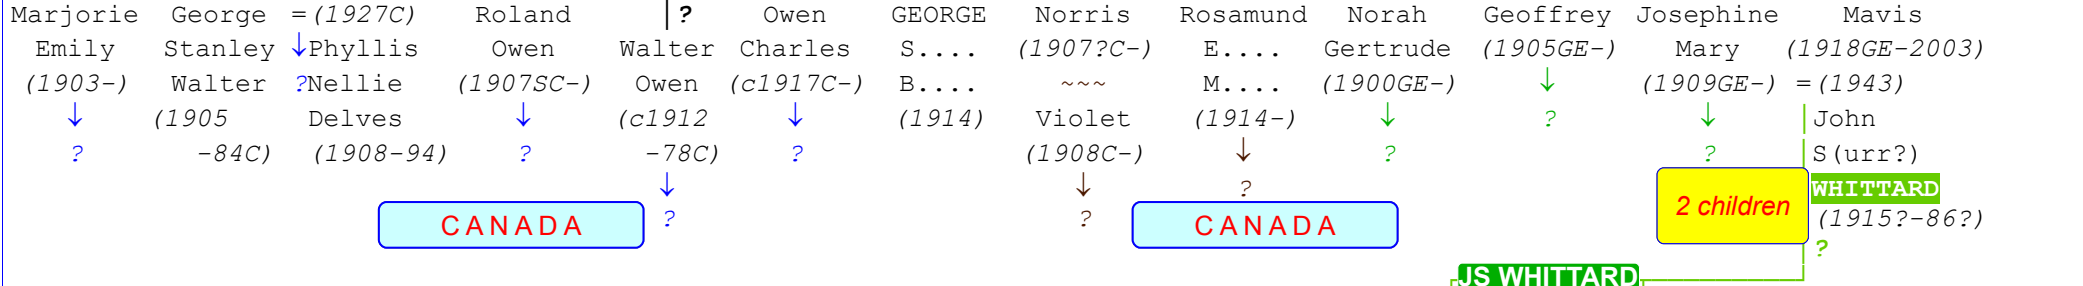 Marjorie George =(1927C) Roland |? Owen GEORGE Norris Rosamund Norah Geoffrey Josephine Mavis
Emily Stanley ↓Phyllis Owen Walter Charles S.... (1907?C-) E.... Gertrude (1905GE-) Mary (1918GE-2003)
(1903-) Walter ?Nellie (1907SC-) Owen (c1917C-) B.... ~~~ M.... (1900GE-) ↓ (1909GE-) =(1943)
↓ (1905 Delves ↓ (c1912 ↓ (1914) Violet (1914-) ↓ ? ↓ |John
? -84C) (1908-94) ? -78C) ? (1908C-) ↓ ? ? S(urr?)
↓ ↓ ? WHITTARD
CANADA ? ? CANADA 2 children (1915?-86?)
?
JS WHITTARD